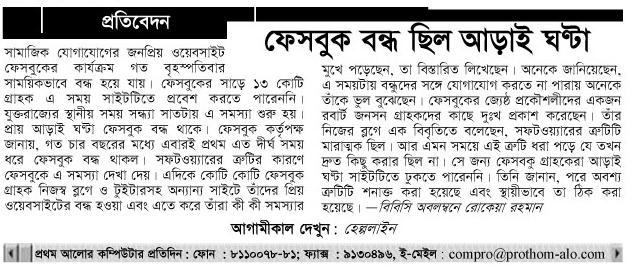 প্রতিবেদন
ফেসবুক বন্ধ ছিল আড়াই ঘণ্টা
সামাজিক যোগাযোগের জনপ্রিয় ওয়েবসাইট
ফেসবুকের কার্যক্রম গত বৃহস্পতিবার
সাময়িকভাবে বন্ধ হয়ে যায়। ফেসবুকের সাড়ে ১৩ কোটি
গ্রাহক এ সময় সাইটটিতে প্রবেশ করতে পারেননি।
যুক্তরাজ্যের স্থানীয় সময় সন্ধ্যা সাতটায় এ সমস্যা শুরু হয়।
প্রায় আড়াই ঘণ্টা ফেসবুক বন্ধ থাকে। ফেসবুক কর্তৃপক্ষ
জানায়, গত চার বছরের মধ্যে এবারই প্রথম এত দীর্ঘ সময়
ধরে ফেসবুক বন্ধ থাকল। সফটওয়্যারের ত্রুটির কারণে
ফেসবুকে এ সমস্যা দেখা দেয়। এদিকে কোটি কোটি ফেসবুক
গ্রাহক নিজস্ব ব্লগে ও টুইটারসহ অন্যান্য সাইটে তাঁদের প্রিয়
ওয়েবসাইটের বন্ধ হওয়া এবং এতে করে তাঁরা কী কী সমস্যার
মুখে পড়েছেন, তা বিস্তারিত লিখেছেন। অনেকে জানিয়েছেন,
এ সময়টায় বন্ধুদের সঙ্গে যোগাযোগ করতে না পারায় অনেকে
তাঁকে ভুল বুঝেছেন। ফেসবুকের জ্যেষ্ঠ প্রকৌশলীদের একজন
রবার্ট জনসন গ্রাহকদের কাছে দুঃখ প্রকাশ করেছেন। তাঁর
নিজের ব্লগে এক বিবৃতিতে বলেছেন, সফটওয়্যারের ত্রুটিটি
মারাত্মক ছিল। আর এমন সময়ে এই ত্রুটি ধরা পড়ে যে তখন
দ্রুত কিছু করার ছিল না। সে জন্য ফেসবুক গ্রাহকেরা আড়াই
ঘণ্টা সাইটটিতে ঢুকতে পারেননি। তিনি জানান, পরে অবশ্য
ত্রুটিটি শনাক্ত করা হয়েছে এবং স্থায়ীভাবে তা ঠিক করা
হয়েছে। —বিবিসি অবলম্বনে রোকেয়া রহমান
আগামীকাল দেখুন : হেল্পলাইন
প্রথম আলোর কম্পিউটার প্রতিদিন : ফোন : ৮১১০০৭৮-৮১; ফ্যাক্স : ৯১৩০৪৯৬, ই-মেইল : compro@prothom-alo.com